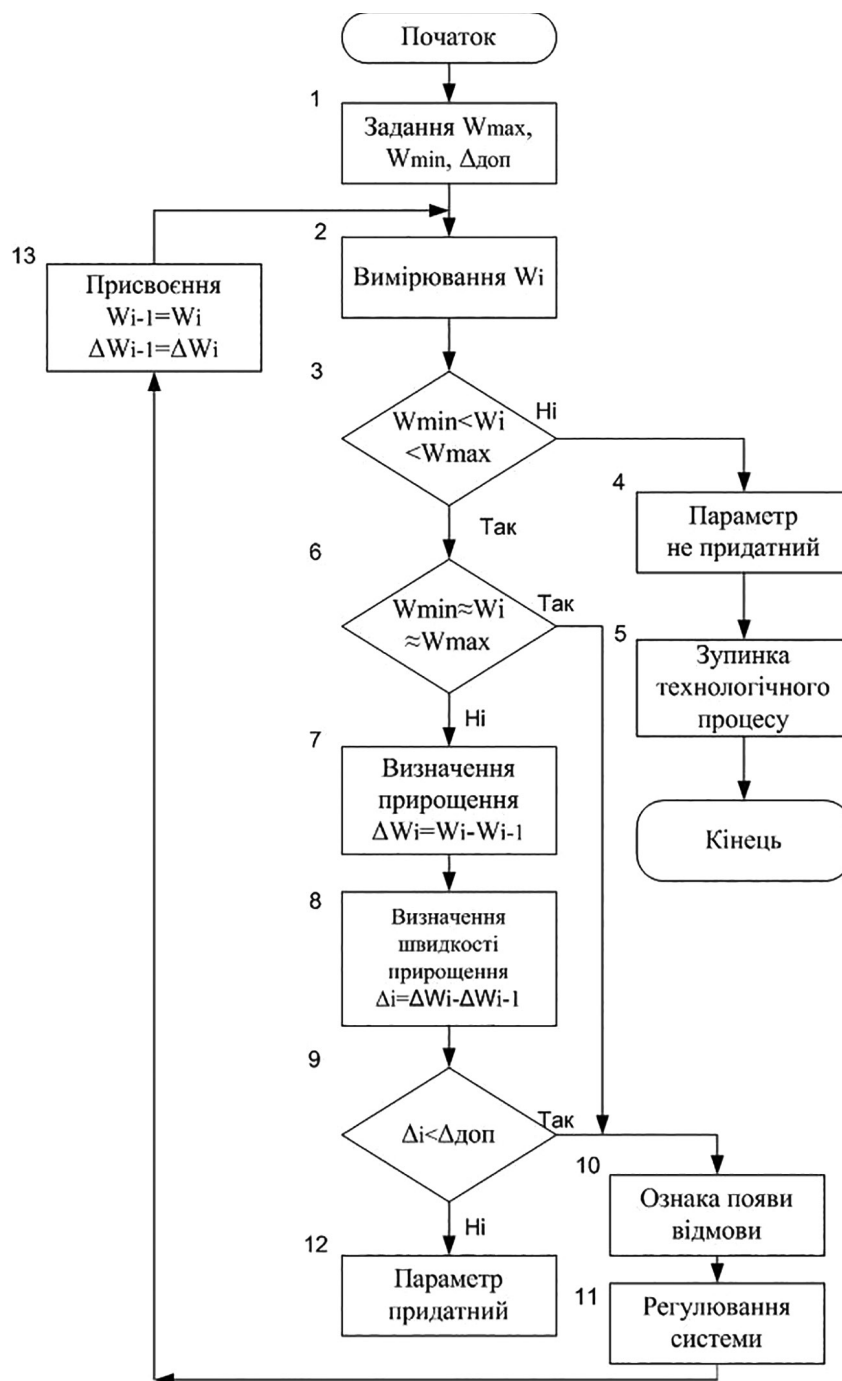 Початок
1
Задання Wmax,
Wmin, Δдоп
2
Вимірювання Wi
13
Присвоєння
Wi-1=Wi
ΔWi-1=ΔWi
3
Wmin<Wi
<Wmax
Ні
Так
4
Параметр
не придатний
6
Wmin≈Wi
≈Wmax
Так
Ні
5
Зупинка
технологічного
процесу
Кінець
7
Визначення
прирощення
ΔWi=Wi-Wi-1
8
Визначення
швидкості
прирощення
Δi=ΔWi-ΔWi-1
9
Δi<Δдоп
Так
Ні
10
Ознака появи
відмови
12
Параметр
придатний
11
Регулювання
системи